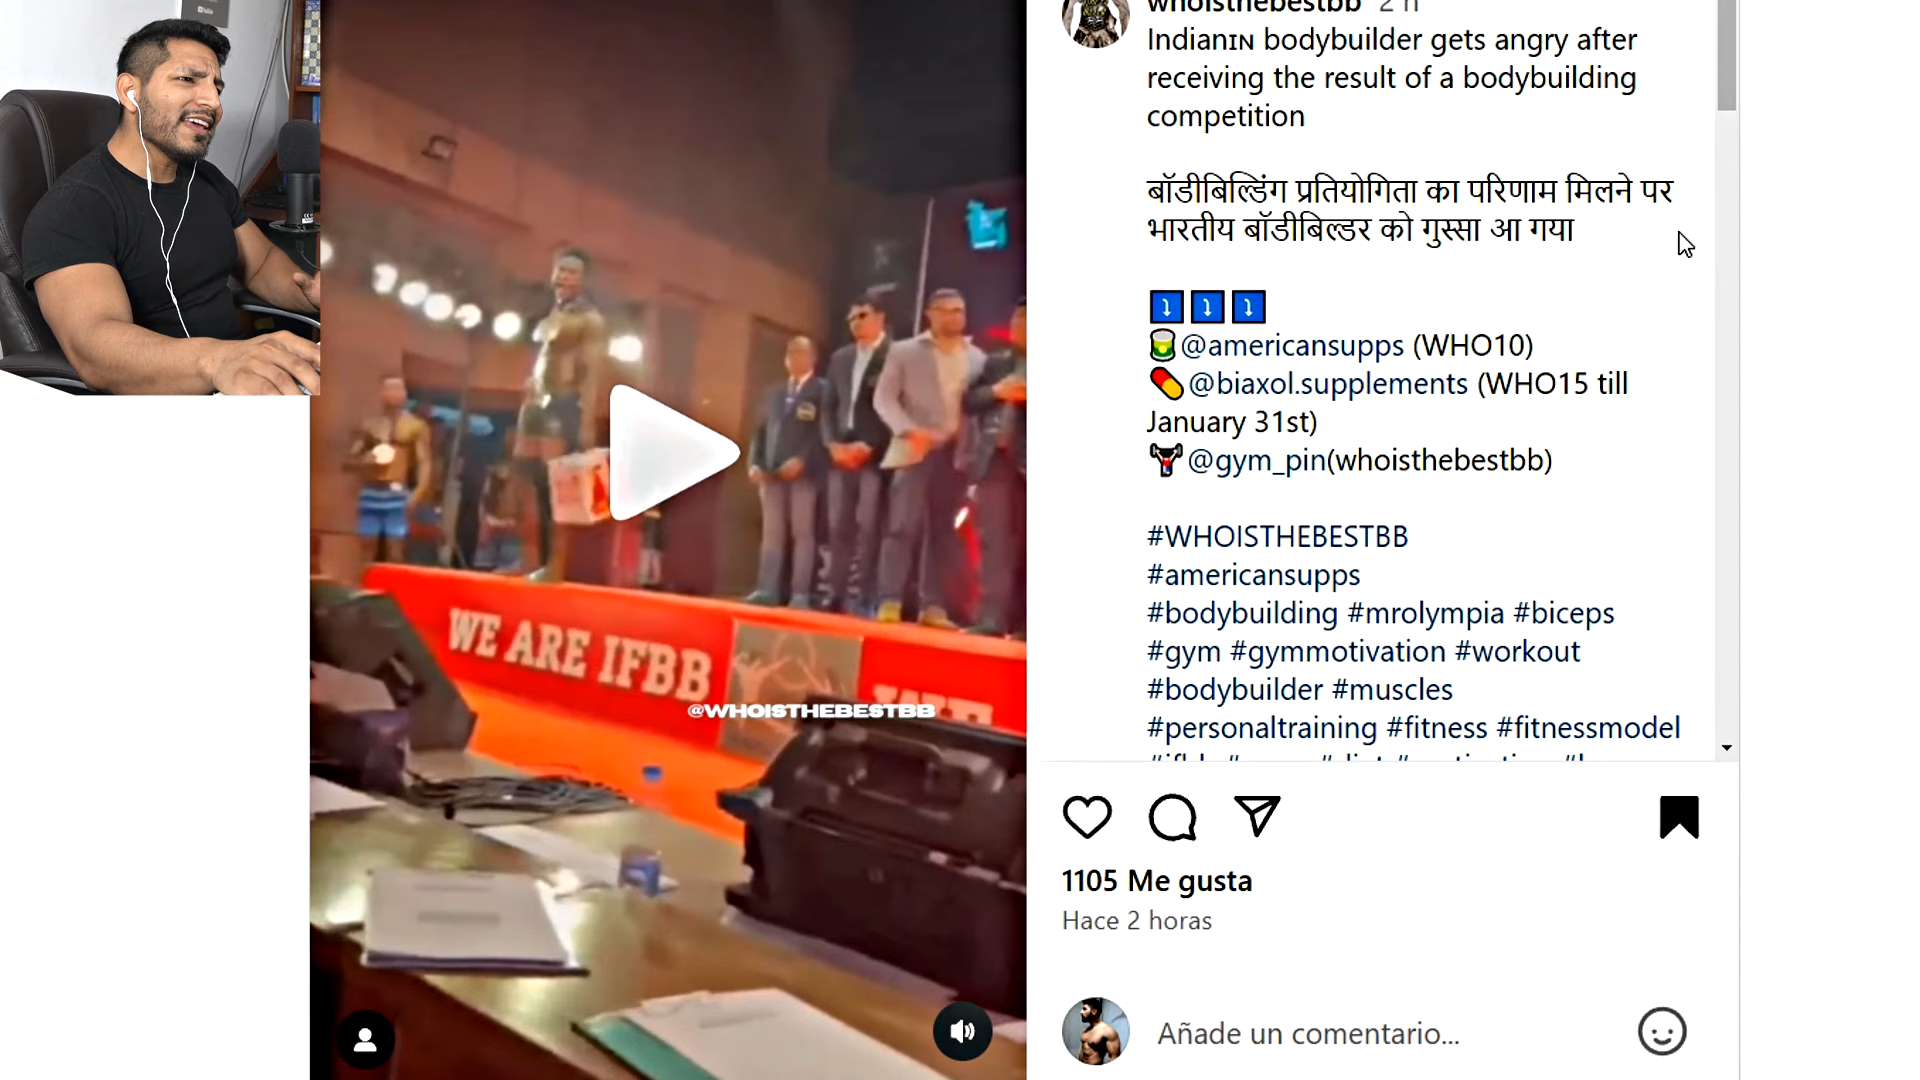 whoisthebestbb 2 h
Indianɪɴ bodybuilder gets angry after
receiving the result of a bodybuilding
competition
बॉडीबिल्डिंग प्रतियोगिता का परिणाम मिलने पर
भारतीय बॉडीबिल्डर को गुस्सा आ गया
@americansupps (WHO10)
@biaxol.supplements (WHO15 till
January 31st)
@gym_pin(whoisthebestbb)
#WHOISTHEBESTBB
#americansupps
#bodybuilding #mrolympia #biceps
#gym #gymmotivation #workout
#bodybuilder #muscles
#personaltraining #fitness #fitnessmodel
WE ARE IFBB
@WHOISTHEBESTBB
1105 Me gusta
Hace 2 horas
Añade un comentario...